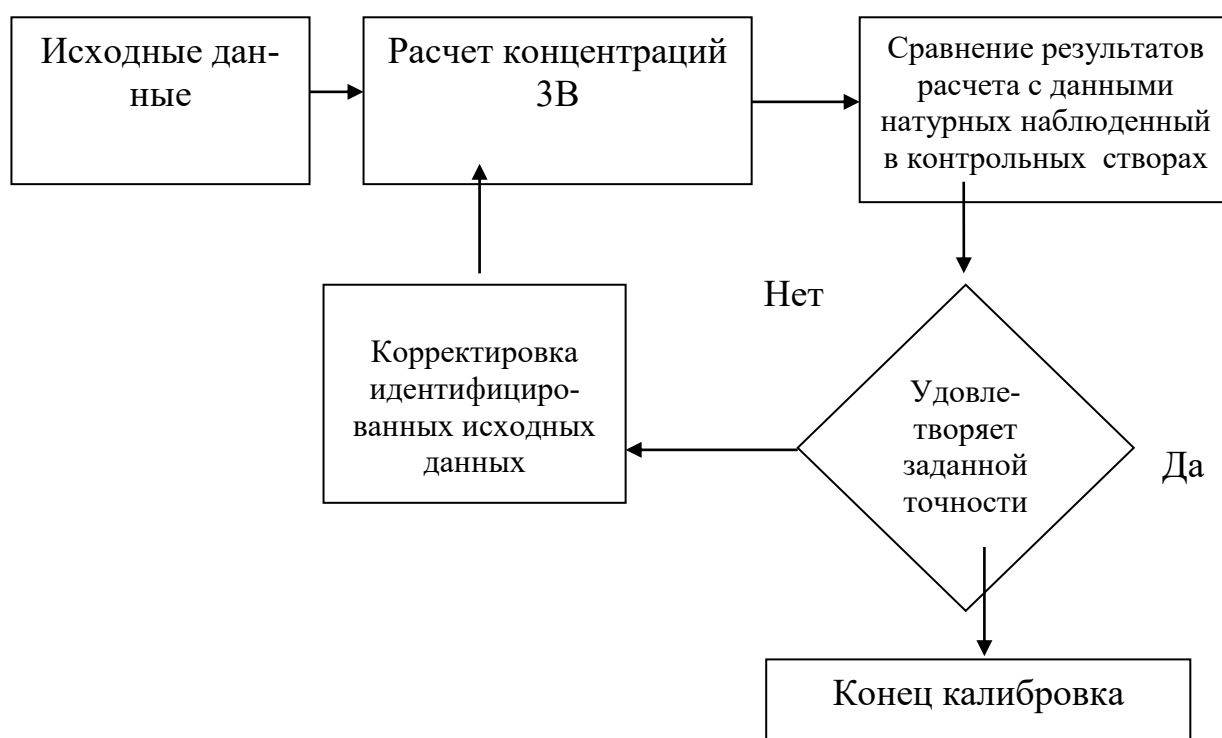 Исходные дан-
ные
Расчет концентраций
ЗВ
Сравнение результатов
расчета с данными
натурных наблюденный
в контрольных створах
Нет
Корректировка
идентифициро-
ванных исходных
данных
Удовле-
творяет
заданной
точности
Да
Конец калибровка